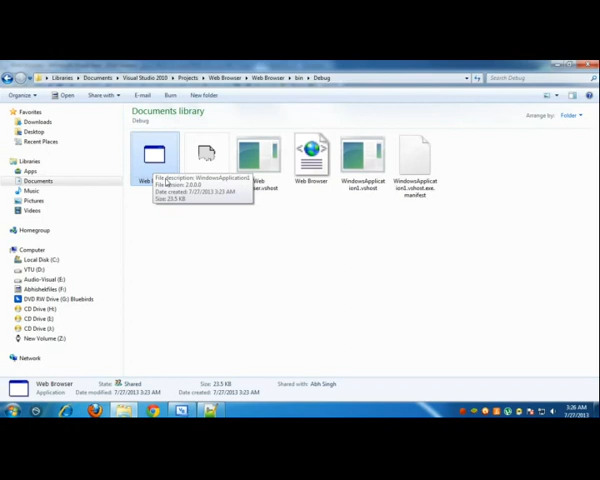 Libraries ▸ Documents ▸ Visual Studio 2010 ▸ Projects ▸ Web Browser ▸ Web Browser ▸ bin ▸ Debug
Search Debug
Organize Open Share with E-mail Burn New folder
Favorites
Downloads
Desktop
Recent Places
Libraries
Apps
Documents
Music
Pictures
Videos
Homegroup
Computer
Local Disk (C:)
VTU (D:)
Audio-Visual (E:)
Abhishekfiles (F:)
DVD RW Drive (G:) Bluebirds
CD Drive (H:)
CD Drive (I:)
CD Drive (J:)
New Volume (Z:)
Network
Documents library
Debug
Arrange by: Folder
Web
File description: WindowsApplication1
File version: 2.0.0.0
Date created: 7/27/2013 3:23 AM
Size: 23.5 KB
Web
Web Browser
WindowsApplicat
ion1.vshost
WindowsApplicat
ion1.vshost.exe.
manifest
Web Browser State: Shared Size: 23.5 KB Shared with: Abh Singh
Application Date modified: 7/27/2013 3:23 AM Date created: 7/27/2013 3:23 AM
3:26 AM
7/27/2013